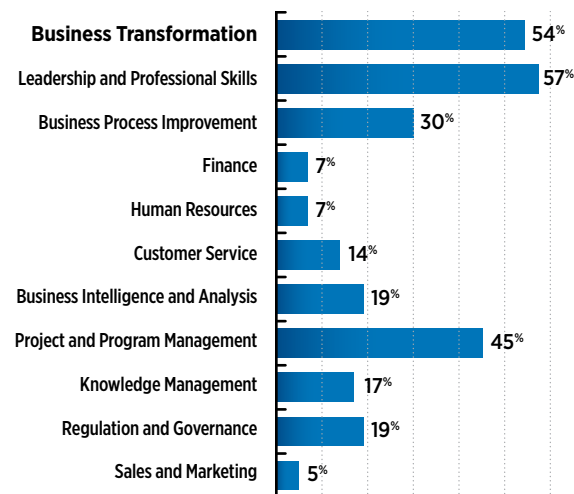 Business Transformation 54%
Leadership and Professional Skills 57%
Business Process Improvement 30%
Finance 7%
Human Resources 7%
Customer Service 14%
Business Intelligence and Analysis 19%
Project and Program Management 45%
Knowledge Management 17%
Regulation and Governance 19%
Sales and Marketing 5%